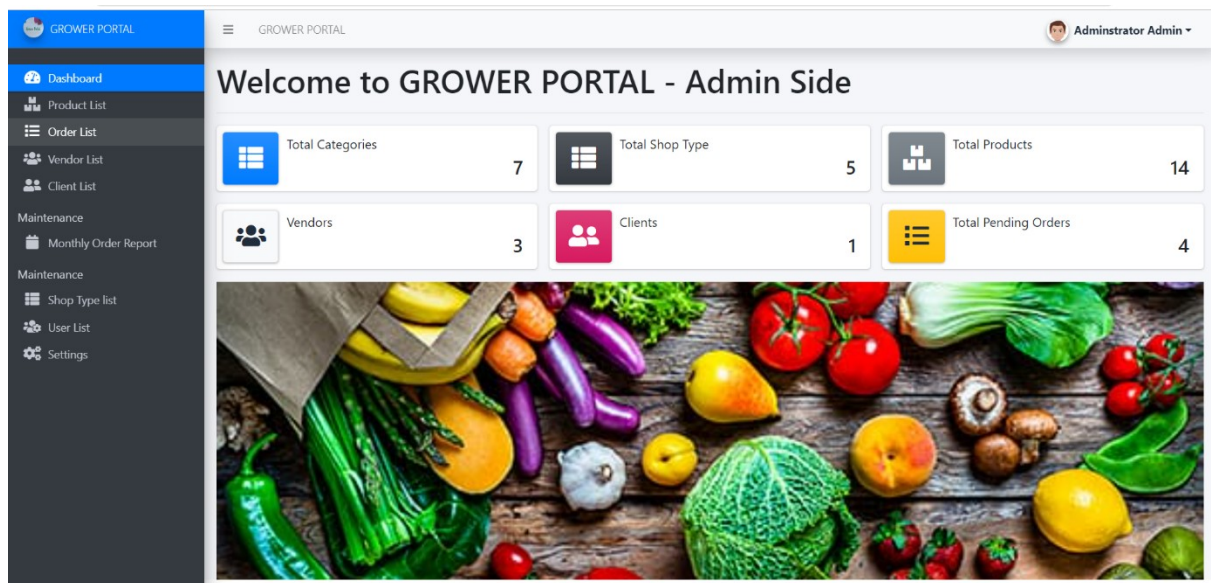 GROWER PORTAL
GROWER PORTAL
Adminstrator Admin
Dashboard
Product List
Order List
Vendor List
Client List
Maintenance
Monthly Order Report
Maintenance
Shop Type list
User List
Settings
Welcome to GROWER PORTAL - Admin Side
Total Categories
7
Total Shop Type
5
Total Products
14
Vendors
3
Clients
1
Total Pending Orders
4